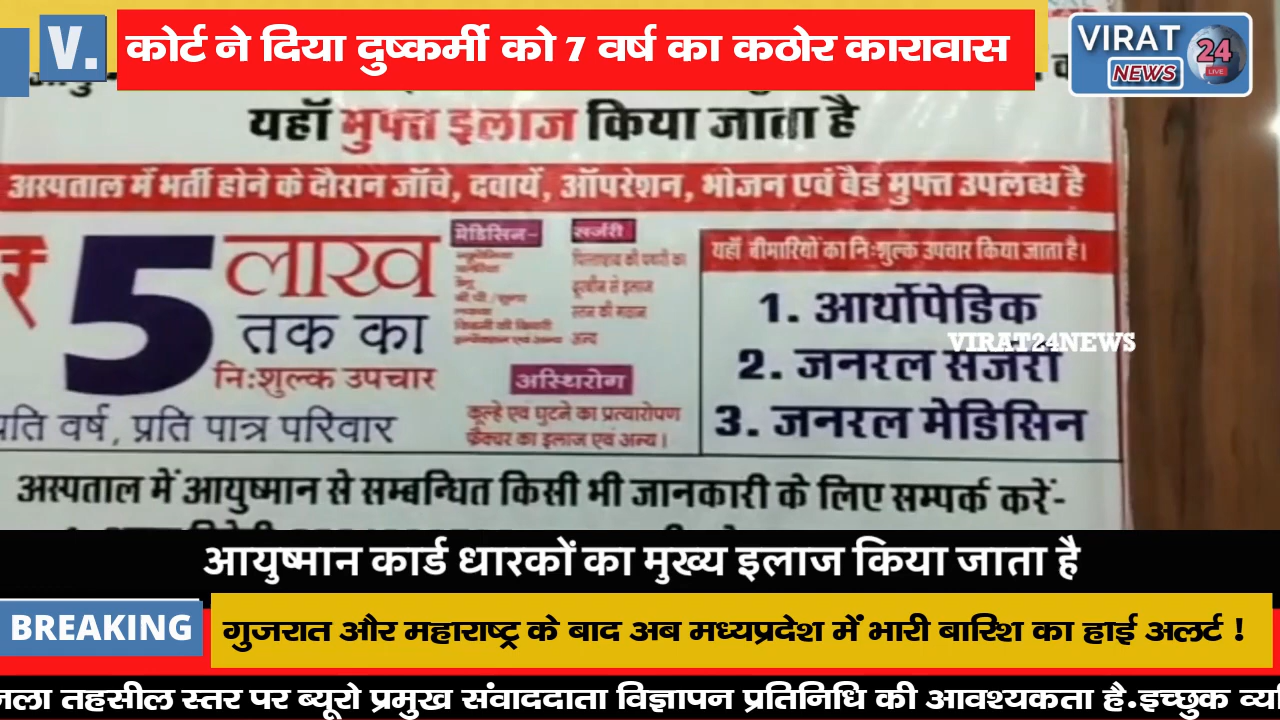 V.
कोर्ट ने दिया दुष्कर्मी को 7 वर्ष का कठोर कारावास
VIRAT
24
NEWS
LIVE
यहॉ मुफ्त इलाज किया जाता है
अस्पताल में भर्ती होने के दौरान जॉचे, दवायें, ऑपरेशन, भोजन एवं बैड मुफ्त उपलब्ध है
₹ 5 लाख
तक का
नि:शुल्क उपचार
प्रति वर्ष, प्रति पात्र परिवार
मेडिसिन-
सर्जरी
दूरबीन से इलाज
अन्य
अस्थिरोग
कूल्हे एवं घुटने का प्रत्यारोपण
फ्रैक्चर का इलाज एवं अन्य।
यहॉ बीमारियों का नि:शुल्क उपचार किया जाता है।
1. आर्थोपेडिक
2. जनरल सर्जरी
3. जनरल मेडिसिन
VIRAT24NEWS
अस्पताल में आयुष्मान से सम्बन्धित किसी भी जानकारी के लिए सम्पर्क करें-
आयुष्मान कार्ड धारकों का मुख्य इलाज किया जाता है
BREAKING
गुजरात और महाराष्ट्र के बाद अब मध्यप्रदेश में भारी बारिश का हाई अलर्ट !
तहसील स्तर पर ब्यूरो प्रमुख संवाददाता विज्ञापन प्रतिनिधि की आवश्यकता है.इच्छुक